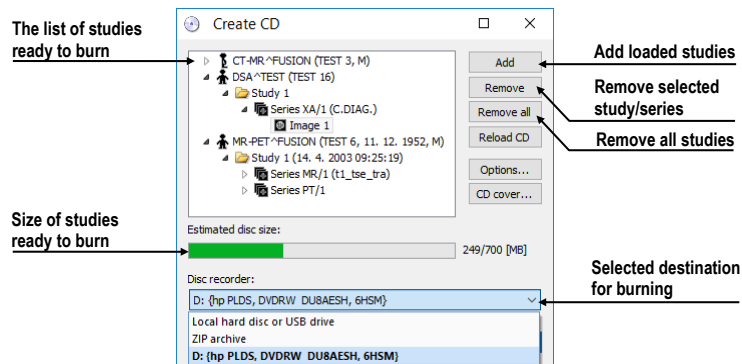 Create CD
The list of studies
ready to burn
CT-MR^FUSION (TEST 3, M)
DSA^TEST (TEST 16)
Study 1
Series XA/1 (C.DIAG.)
Image 1
MR-PET^FUSION (TEST 6, 11. 12. 1952, M)
Study 1 (14. 4. 2003 09:25:19)
Series MR/1 (t1_tse_tra)
Series PT/1
Add
Remove
Remove all
Reload CD
Options...
CD cover...
Add loaded studies
Remove selected
study/series
Remove all studies
Size of studies
ready to burn
Estimated disc size:
249/700 [MB]
Disc recorder:
D: {hp PLDS, DVDRW DU8AESH, 6HSM}
Local hard disc or USB drive
ZIP archive
D: {hp PLDS, DVDRW DU8AESH, 6HSM}
Selected destination
for burning